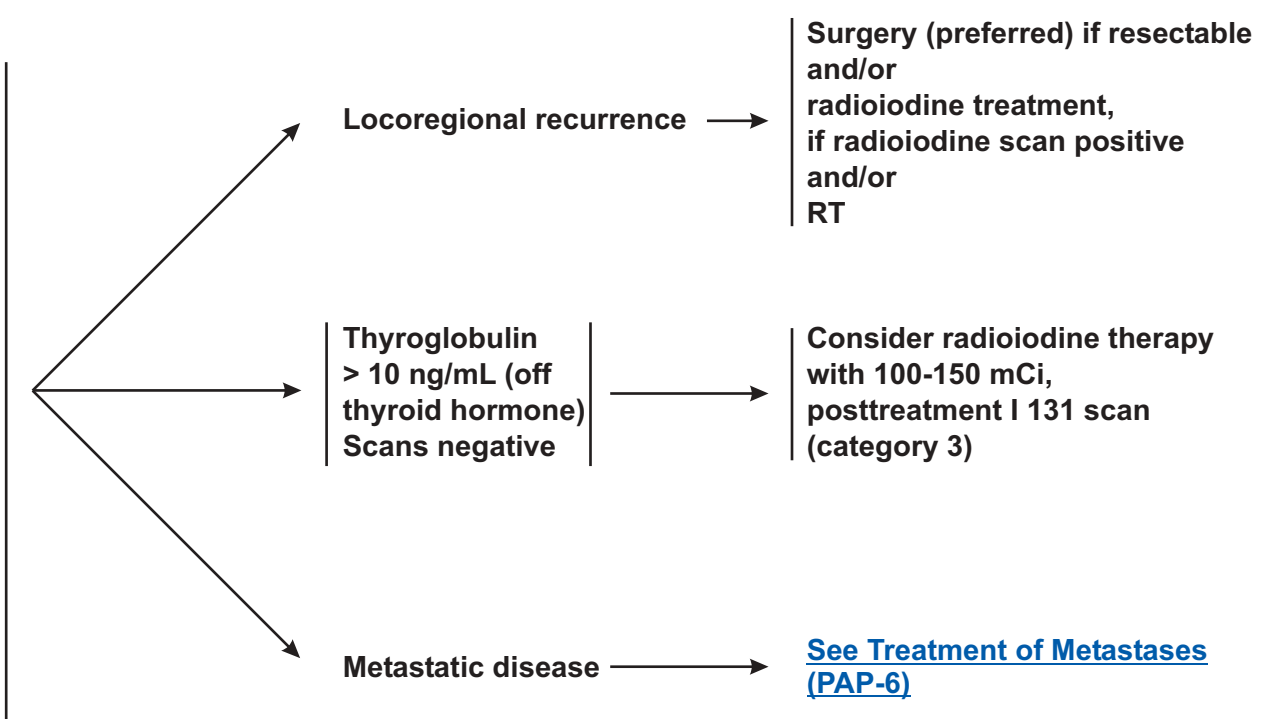 Locoregional recurrence
Surgery (preferred) if resectable
and/or
radioiodine treatment,
if radioiodine scan positive
and/or
RT
Thyroglobulin
> 10 ng/mL (off
thyroid hormone)
Scans negative
Consider radioiodine therapy
with 100-150 mCi,
posttreatment I 131 scan
(category 3)
Metastatic disease
See Treatment of Metastases
(PAP-6)